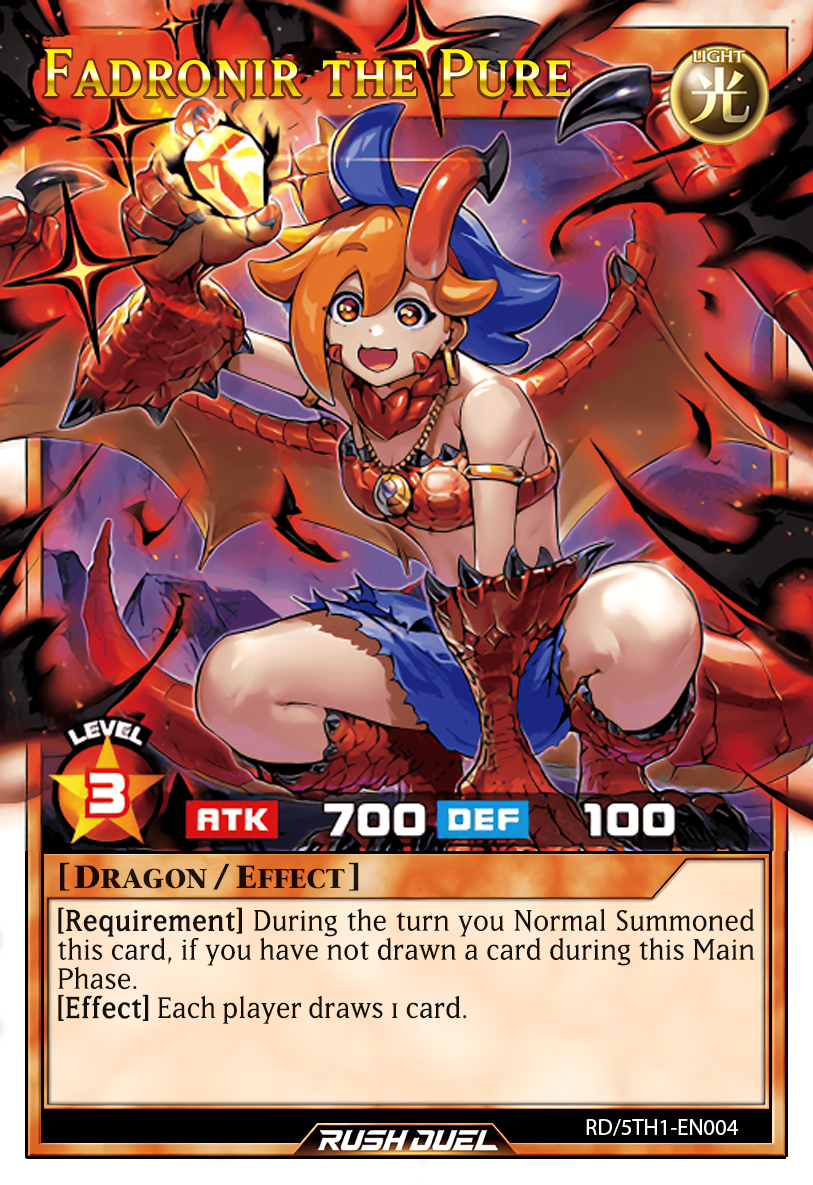 Fadronir the Pure
LIGHT
光
LEVEL
3
ATK 700 DEF 100
[Dragon / Effect]
[Requirement] During the turn you Normal Summoned
this card, if you have not drawn a card during this Main
Phase.
[Effect] Each player draws 1 card.
RUSH DUEL
RD/5TH1-EN004